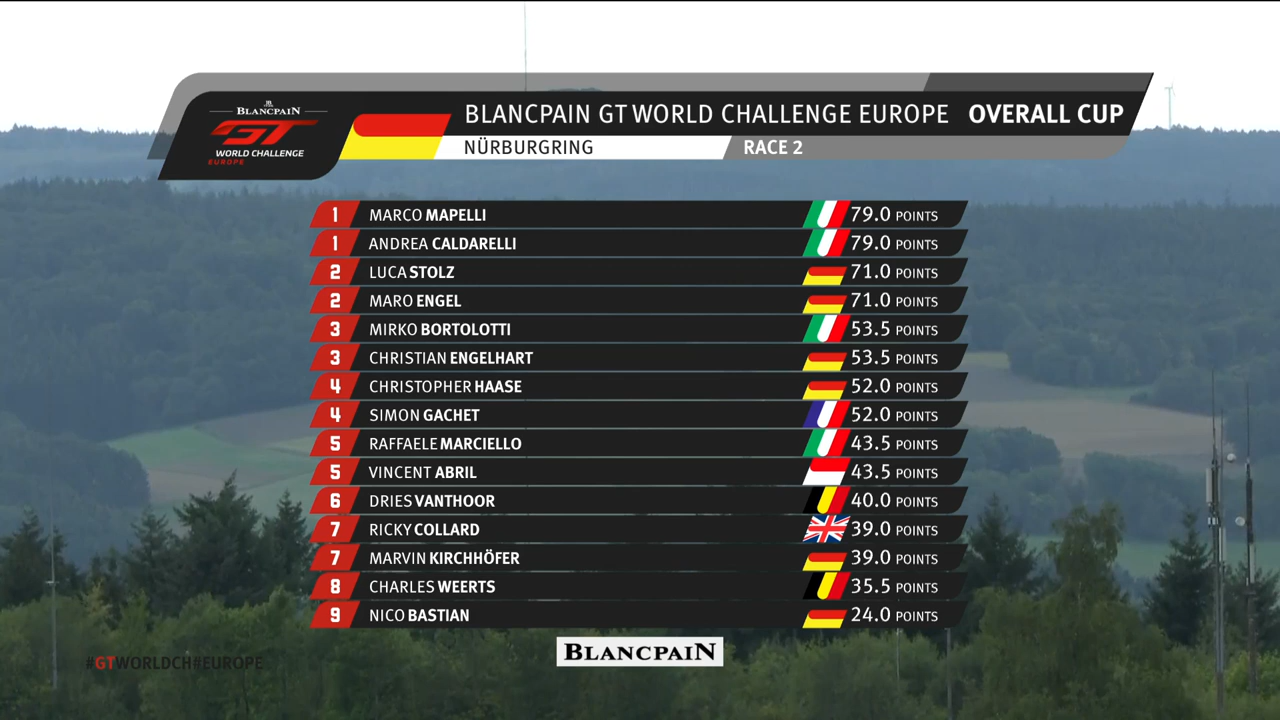 BLANCPAIN
GT
WORLD CHALLENGE
EUROPE
BLANCPAIN GT WORLD CHALLENGE EUROPE OVERALL CUP
NÜRBURGRING RACE 2
1 MARCO MAPELLI 79.0 POINTS
1 ANDREA CALDARELLI 79.0 POINTS
2 LUCA STOLZ 71.0 POINTS
2 MARO ENGEL 71.0 POINTS
3 MIRKO BORTOLOTTI 53.5 POINTS
3 CHRISTIAN ENGELHART 53.5 POINTS
4 CHRISTOPHER HAASE 52.0 POINTS
4 SIMON GACHET 52.0 POINTS
5 RAFFAELE MARCIELLO 43.5 POINTS
5 VINCENT ABRIL 43.5 POINTS
6 DRIES VANTHOOR 40.0 POINTS
7 RICKY COLLARD 39.0 POINTS
7 MARVIN KIRCHHÖFER 39.0 POINTS
8 CHARLES WEERTS 35.5 POINTS
9 NICO BASTIAN 24.0 POINTS
BLANCPAIN
#GTWORLDCH#EUROPE